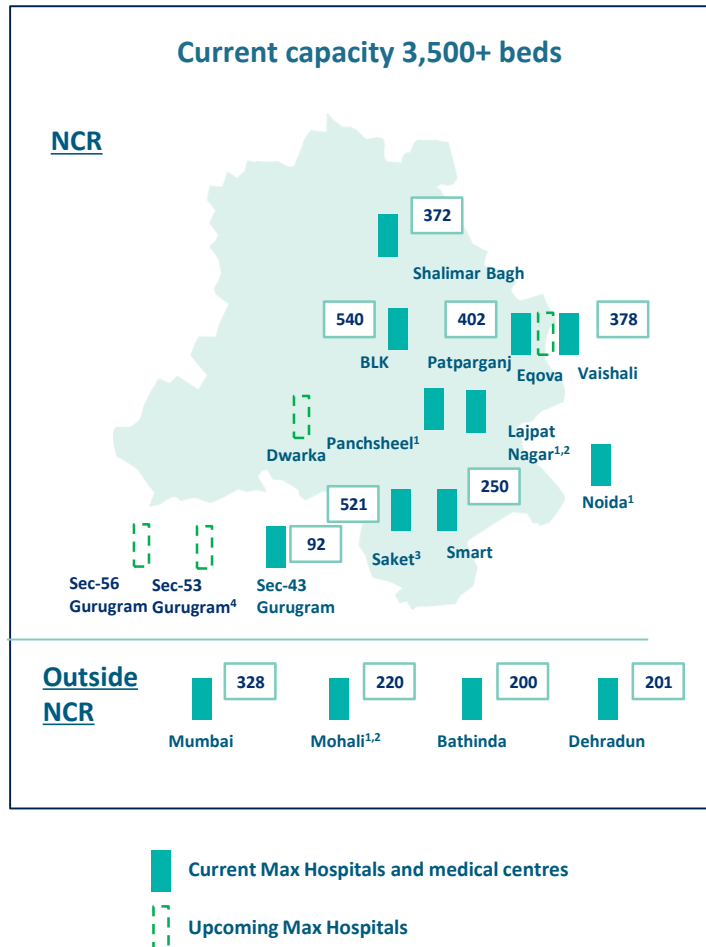 Current capacity 3,500+ beds
NCR
372
Shalimar Bagh
540
402
378
BLK
Patparganj
Eqova
Vaishali
Dwarka
Panchsheel¹
Lajpat
Nagar¹,²
Noida¹
521
250
92
Saket³
Smart
Sec-56
Gurugram
Sec-53
Gurugram⁴
Sec-43
Gurugram
Outside
NCR
328
220
200
201
Mumbai
Mohali¹,²
Bathinda
Dehradun
Current Max Hospitals and medical centres
Upcoming Max Hospitals